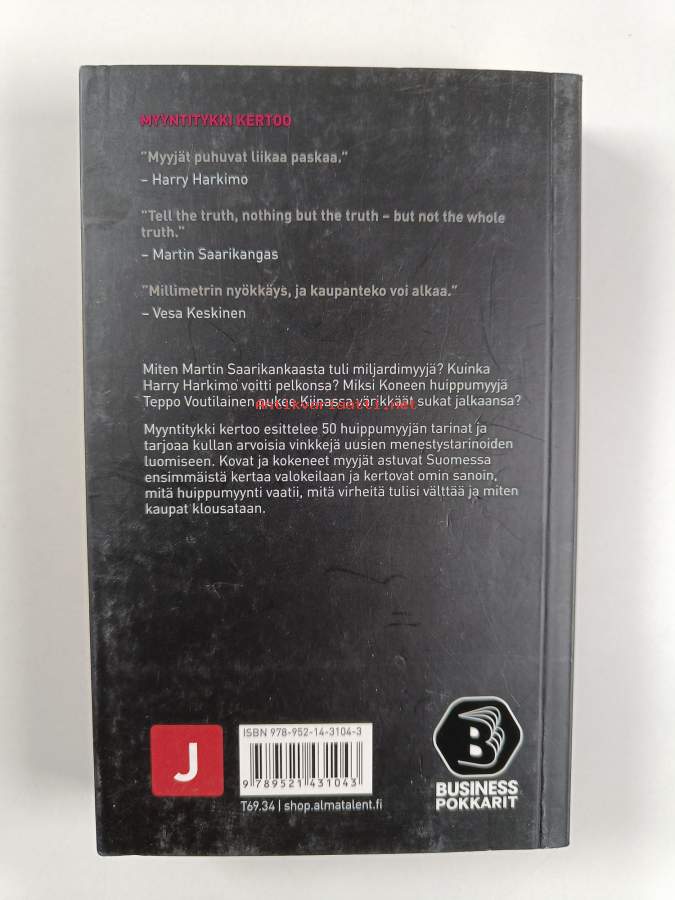 MYYNTITYKKI KERTOO
"Myyjät puhuvat liikaa paskaa."
– Harry Harkimo
"Tell the truth, nothing but the truth – but not the whole
truth."
– Martin Saarikangas
"Millimetrin nyökkäys, ja kaupanteko voi alkaa."
– Vesa Keskinen
Miten Martin Saarikankaasta tuli miljardimyyjä? Kuinka
Harry Harkimo voitti pelkonsa? Miksi Koneen huippumyyjä
Teppo Voutilainen pukee Kiinassa värikkäät sukat jalkaansa?
antikvariaatti.net
Myyntitykki kertoo esittelee 50 huippumyyjän tarinat ja
tarjoaa kullan arvoisia vinkkejä uusien menestystarinoiden
luomiseen. Kovat ja kokeneet myyjät astuvat Suomessa
ensimmäistä kertaa valokeilaan ja kertovat omin sanoin,
mitä huippumyynti vaatii, mitä virheitä tulisi välttää ja miten
kaupat klousataan.
J
ISBN 978-952-14-3104-3
9 789521 431043
T69.34 | shop.almatalent.fi
B
BUSINESS
POKKARIT